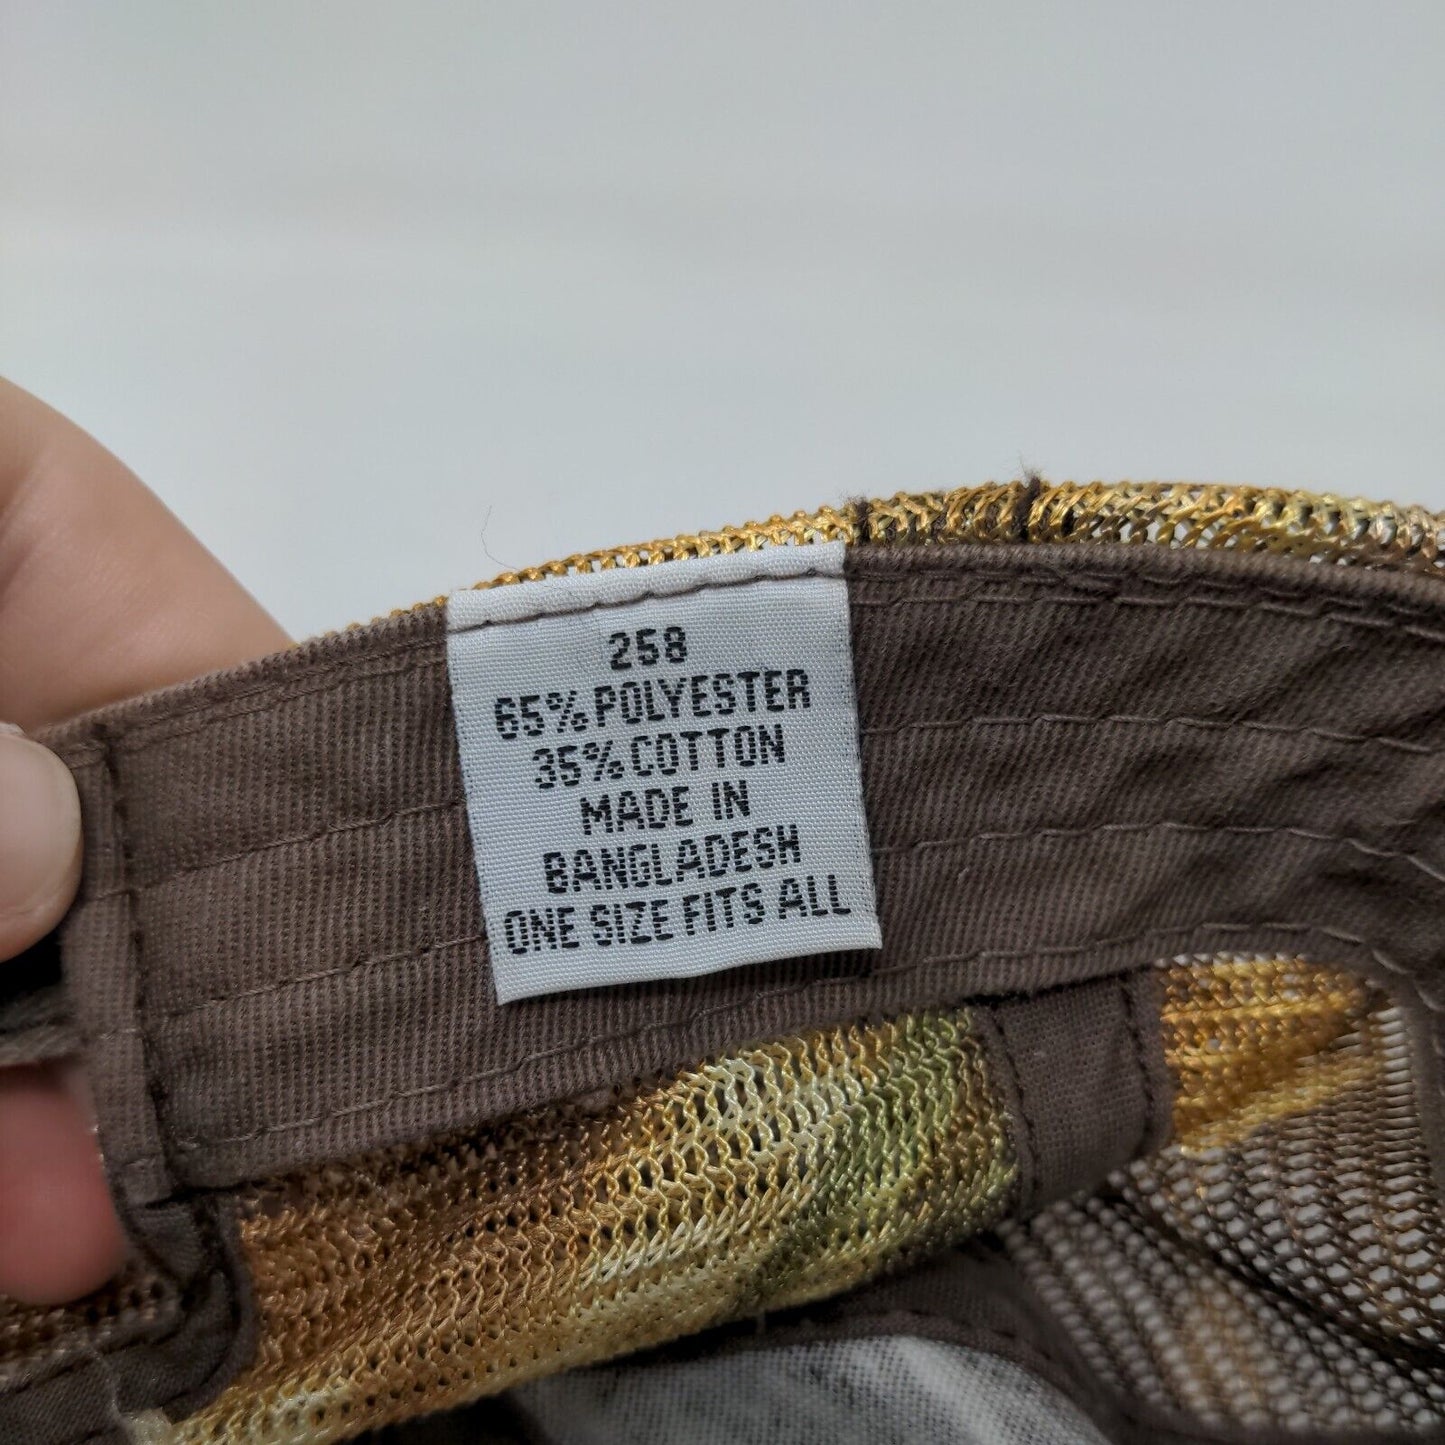 258
65% POLYESTER
35% COTTON
MADE IN
BANGLADESH
ONE SIZE FITS ALL